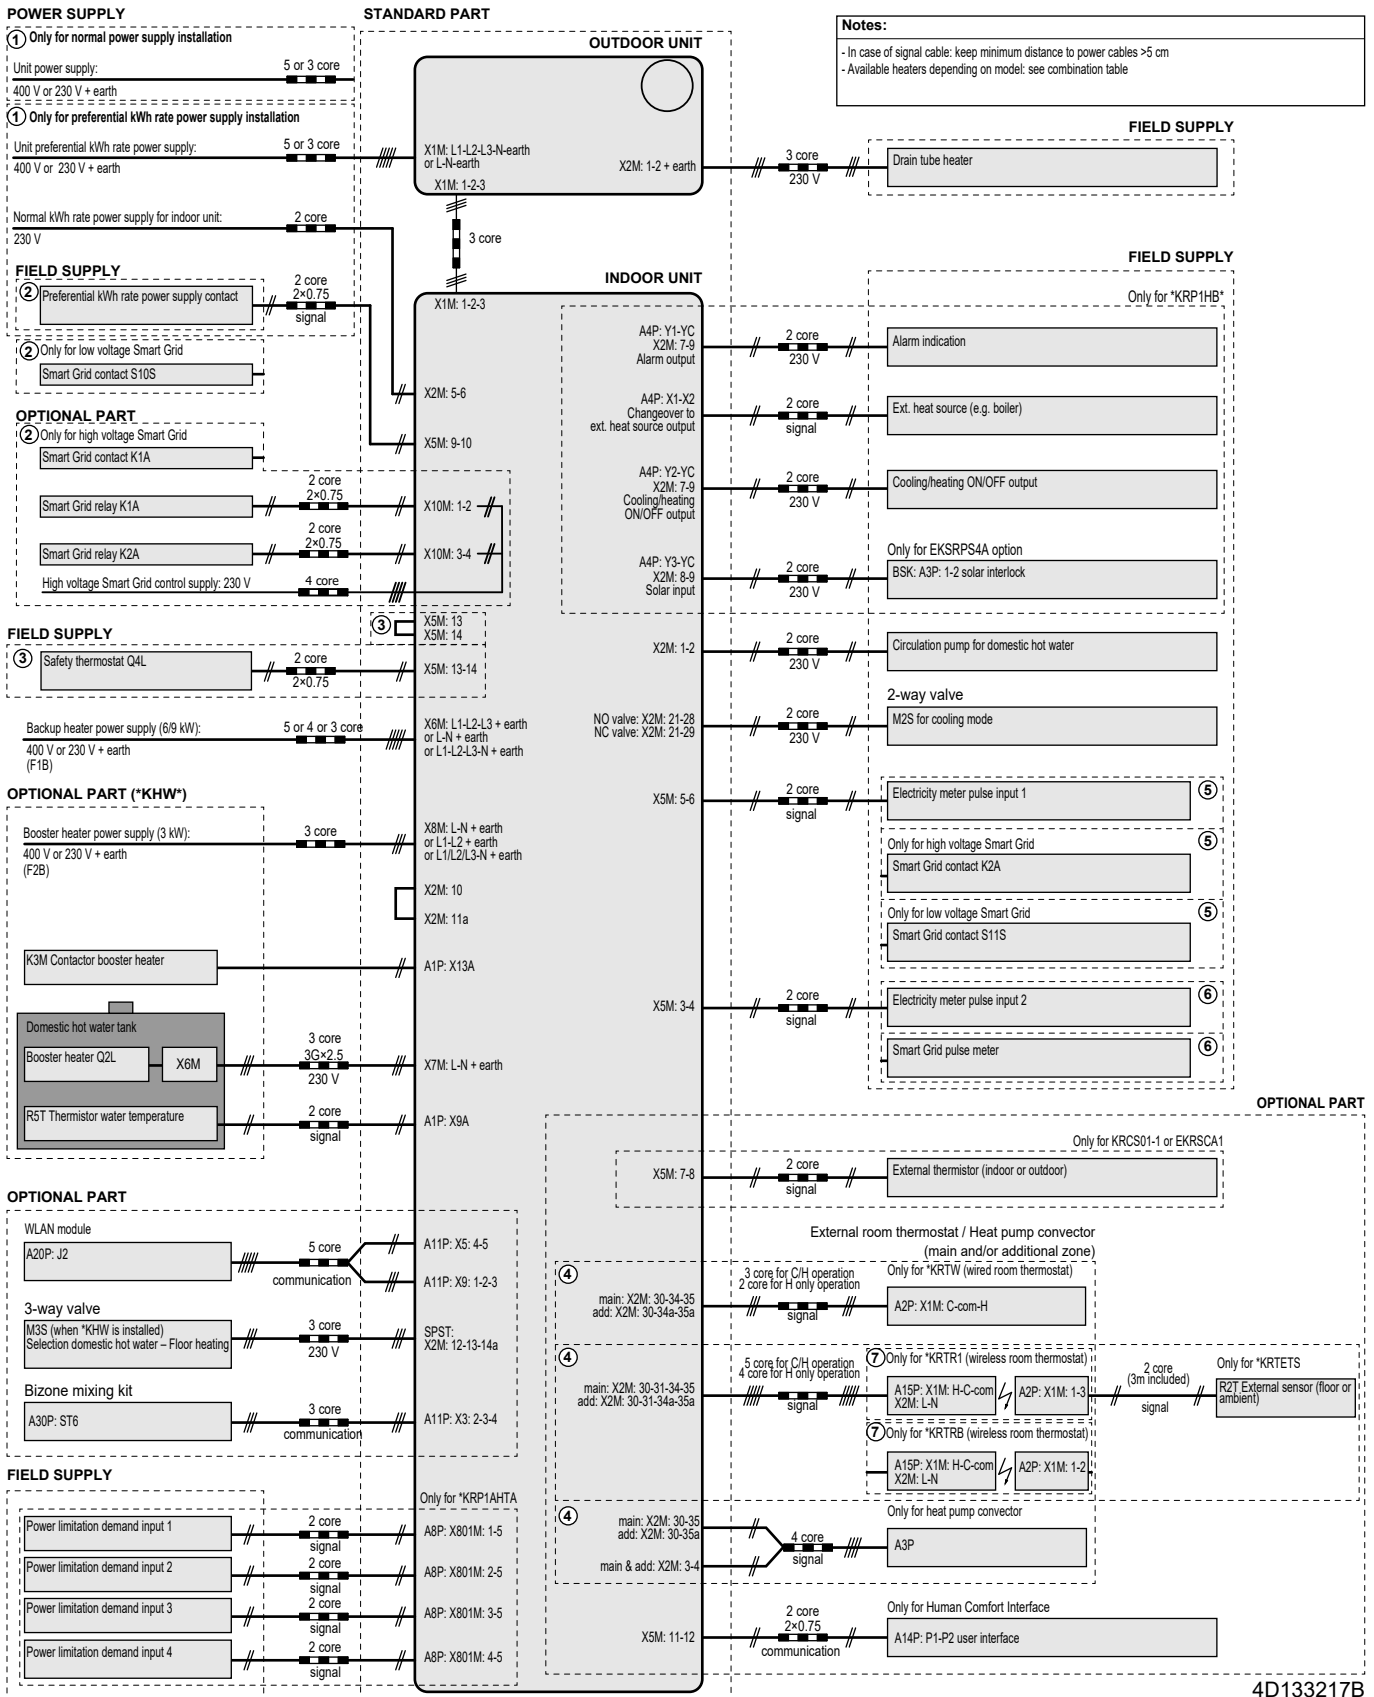 POWER SUPPLY
1 Only for normal power supply installation
Unit power supply:
5 or 3 core
400 V or 230 V + earth
1 Only for preferential kWh rate power supply installation
Unit preferential kWh rate power supply:
5 or 3 core
400 V or 230 V + earth
Normal kWh rate power supply for indoor unit:
2 core
230 V
FIELD SUPPLY
2 Preferential kWh rate power supply contact
2 core
2×0.75
signal
2 Only for low voltage Smart Grid
Smart Grid contact S10S
OPTIONAL PART
2 Only for high voltage Smart Grid
Smart Grid contact K1A
Smart Grid relay K1A
2 core
2×0.75
Smart Grid relay K2A
2 core
2×0.75
High voltage Smart Grid control supply: 230 V
4 core
FIELD SUPPLY
3 Safety thermostat Q4L
2 core
2×0.75
Backup heater power supply (6/9 kW):
5 or 4 or 3 core
400 V or 230 V + earth
(F1B)
OPTIONAL PART (*KHW*)
Booster heater power supply (3 kW):
3 core
400 V or 230 V + earth
(F2B)
K3M Contactor booster heater
Domestic hot water tank
Booster heater Q2L
X6M
3 core
3G×2.5
230 V
R5T Thermistor water temperature
2 core
signal
OPTIONAL PART
WLAN module
A20P: J2
5 core
communication
3-way valve
M3S (when *KHW is installed)
Selection domestic hot water – Floor heating
3 core
230 V
Bizone mixing kit
A30P: ST6
3 core
communication
FIELD SUPPLY
Power limitation demand input 1
2 core
signal
Power limitation demand input 2
2 core
signal
Power limitation demand input 3
2 core
signal
Power limitation demand input 4
2 core
signal
STANDARD PART
OUTDOOR UNIT
X1M: L1-L2-L3-N-earth
or L-N-earth
X2M: 1-2 + earth
X1M: 1-2-3
3 core
INDOOR UNIT
X1M: 1-2-3
X2M: 5-6
X5M: 9-10
X10M: 1-2
X10M: 3-4
3
X5M: 13
X5M: 14
X5M: 13-14
X6M: L1-L2-L3 + earth
or L-N + earth
or L1-L2-L3-N + earth
X8M: L-N + earth
or L1-L2 + earth
or L1/L2/L3-N + earth
X2M: 10
X2M: 11a
A1P: X13A
X7M: L-N + earth
A1P: X9A
A11P: X5: 4-5
A11P: X9: 1-2-3
SPST:
X2M: 12-13-14a
A11P: X3: 2-3-4
Only for *KRP1AHTA
A8P: X801M: 1-5
A8P: X801M: 2-5
A8P: X801M: 3-5
A8P: X801M: 4-5
Notes:
- In case of signal cable: keep minimum distance to power cables >5 cm
- Available heaters depending on model: see combination table
FIELD SUPPLY
3 core
230 V
Drain tube heater
FIELD SUPPLY
Only for *KRP1HB*
A4P: Y1-YC
X2M: 7-9
Alarm output
2 core
230 V
Alarm indication
A4P: X1-X2
Changeover to
ext. heat source output
2 core
signal
Ext. heat source (e.g. boiler)
A4P: Y2-YC
X2M: 7-9
Cooling/heating
ON/OFF output
2 core
230 V
Cooling/heating ON/OFF output
Only for EKSRPS4A option
A4P: Y3-YC
X2M: 8-9
Solar input
2 core
230 V
BSK: A3P: 1-2 solar interlock
X2M: 1-2
2 core
230 V
Circulation pump for domestic hot water
2-way valve
NO valve: X2M: 21-28
NC valve: X2M: 21-29
2 core
230 V
M2S for cooling mode
X5M: 5-6
2 core
signal
Electricity meter pulse input 1
5
Only for high voltage Smart Grid
5
Smart Grid contact K2A
Only for low voltage Smart Grid
5
Smart Grid contact S11S
X5M: 3-4
2 core
signal
Electricity meter pulse input 2
6
Smart Grid pulse meter
6
OPTIONAL PART
Only for KRCS01-1 or EKRSCA1
X5M: 7-8
2 core
signal
External thermistor (indoor or outdoor)
External room thermostat / Heat pump convector
(main and/or additional zone)
4
Only for *KRTW (wired room thermostat)
3 core for C/H operation
2 core for H only operation
signal
main: X2M: 30-34-35
add: X2M: 30-34a-35a
A2P: X1M: C-com-H
4
main: X2M: 30-31-34-35
add: X2M: 30-31-34a-35a
5 core for C/H operation
4 core for H only operation
signal
7 Only for *KRTR1 (wireless room thermostat)
A15P: X1M: H-C-com
X2M: L-N
A2P: X1M: 1-3
2 core
(3m included)
signal
Only for *KRTETS
R2T External sensor (floor or
ambient)
7 Only for *KRTRB (wireless room thermostat)
A15P: X1M: H-C-com
X2M: L-N
A2P: X1M: 1-2
4
Only for heat pump convector
main: X2M: 30-35
add: X2M: 30-35a
main & add: X2M: 3-4
4 core
signal
A3P
Only for Human Comfort Interface
X5M: 11-12
2 core
2×0.75
communication
A14P: P1-P2 user interface
4D133217B